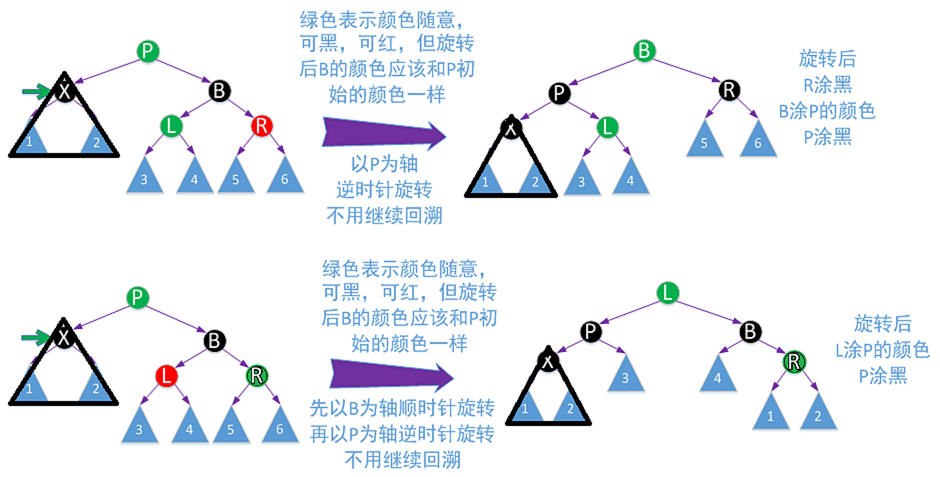 绿色表示颜色随意,
可黑,可红,但旋转
后B的颜色应该和P初
始的颜色一样
P
X
B
L
R
1
2
3
4
5
6
以P为轴
逆时针旋转
不用继续回溯
B
P
R
X
L
5
6
1
2
3
4
旋转后
R涂黑
B涂P的颜色
P涂黑
绿色表示颜色随意,
可黑,可红,但旋转
后B的颜色应该和P初
始的颜色一样
P
X
B
L
R
1
2
3
4
5
6
先以B为轴顺时针旋转
再以P为轴逆时针旋转
不用继续回溯
L
P
B
X
3
4
R
1
2
1
2
旋转后
L涂P的颜色
P涂黑